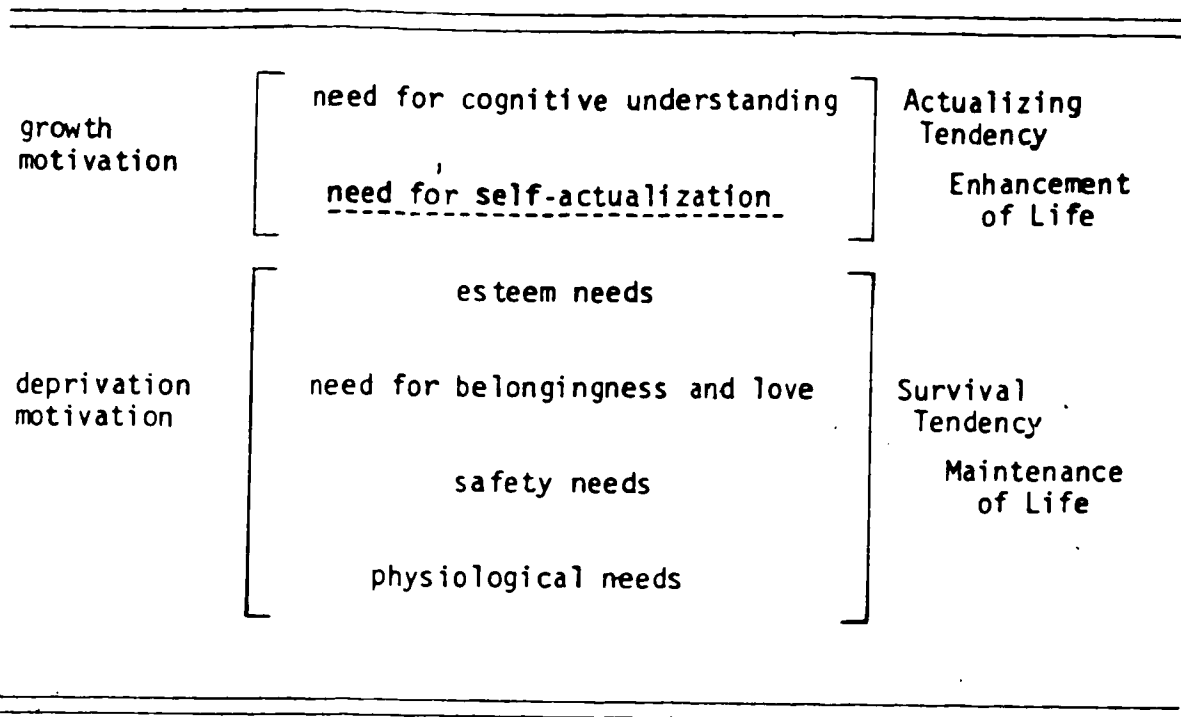 need for cognitive understanding
growth motivation
Actualizing Tendency
need for self-actualization
Enhancement of Life
esteem needs
deprivation motivation
need for belongingness and love
Survival Tendency
safety needs
Maintenance of Life
physiological needs